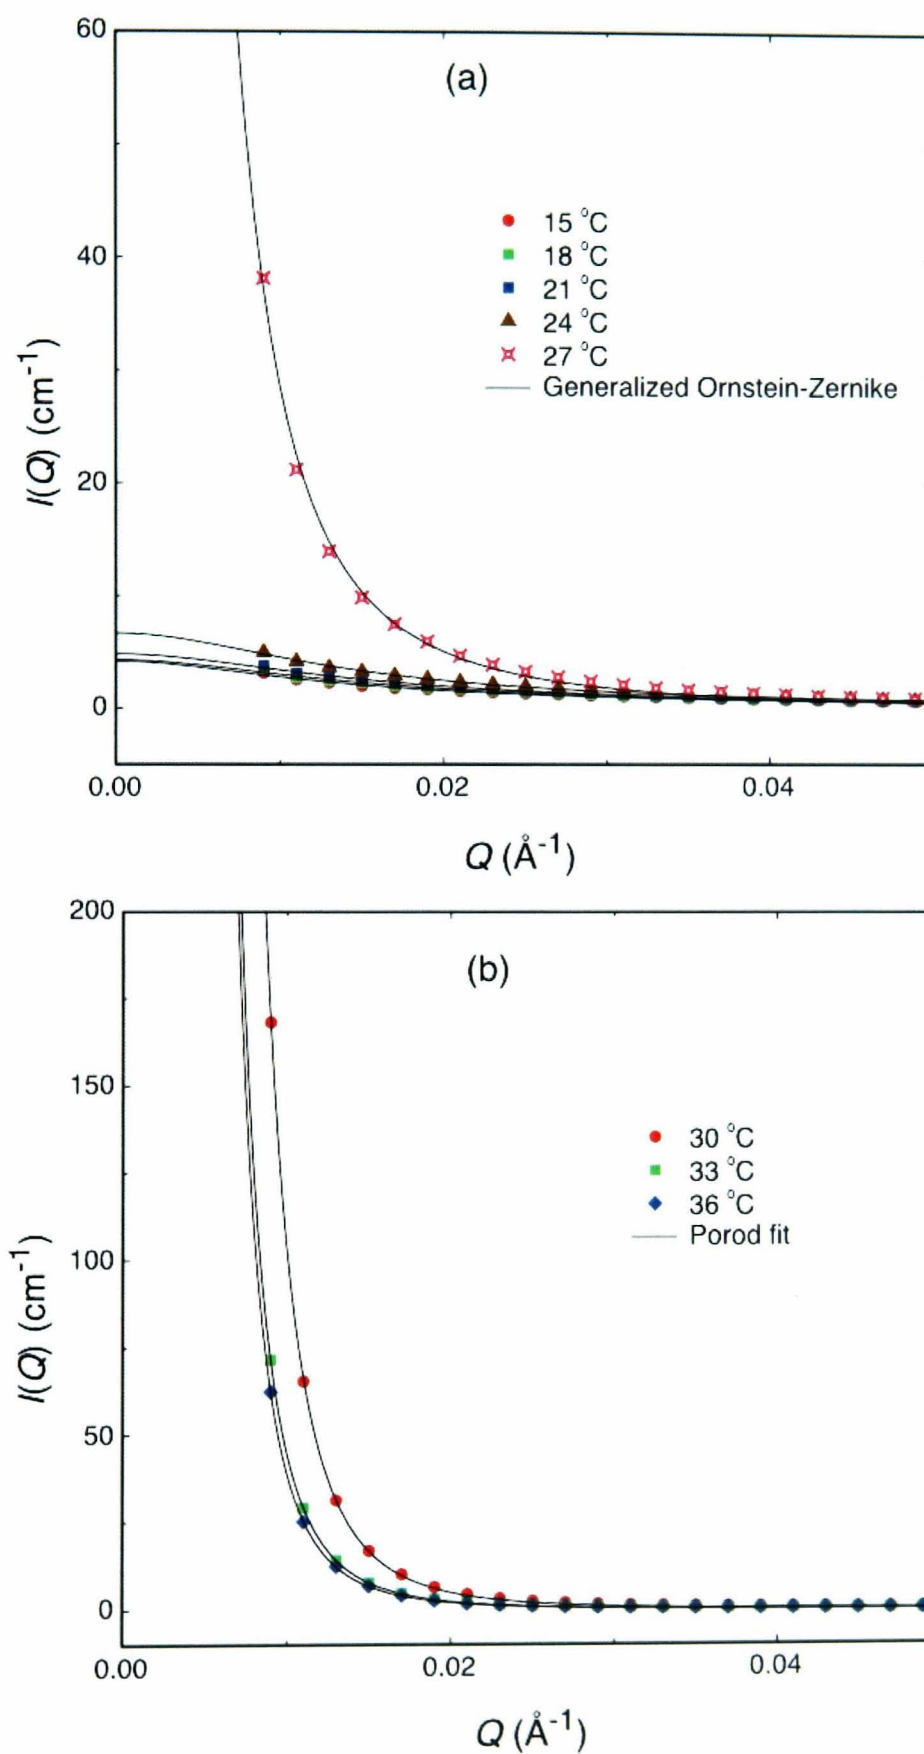 60
(a)
15 °C
18 °C
40
21 °C
24 °C
27 °C
Generalized Ornstein-Zernike
I(Q) (cm⁻¹)
20
0
0.00 0.02 0.04
Q (Å⁻¹)
200
(b)
150
30 °C
33 °C
36 °C
Porod fit
100
I(Q) (cm⁻¹)
50
0
0.00 0.02 0.04
Q (Å⁻¹)